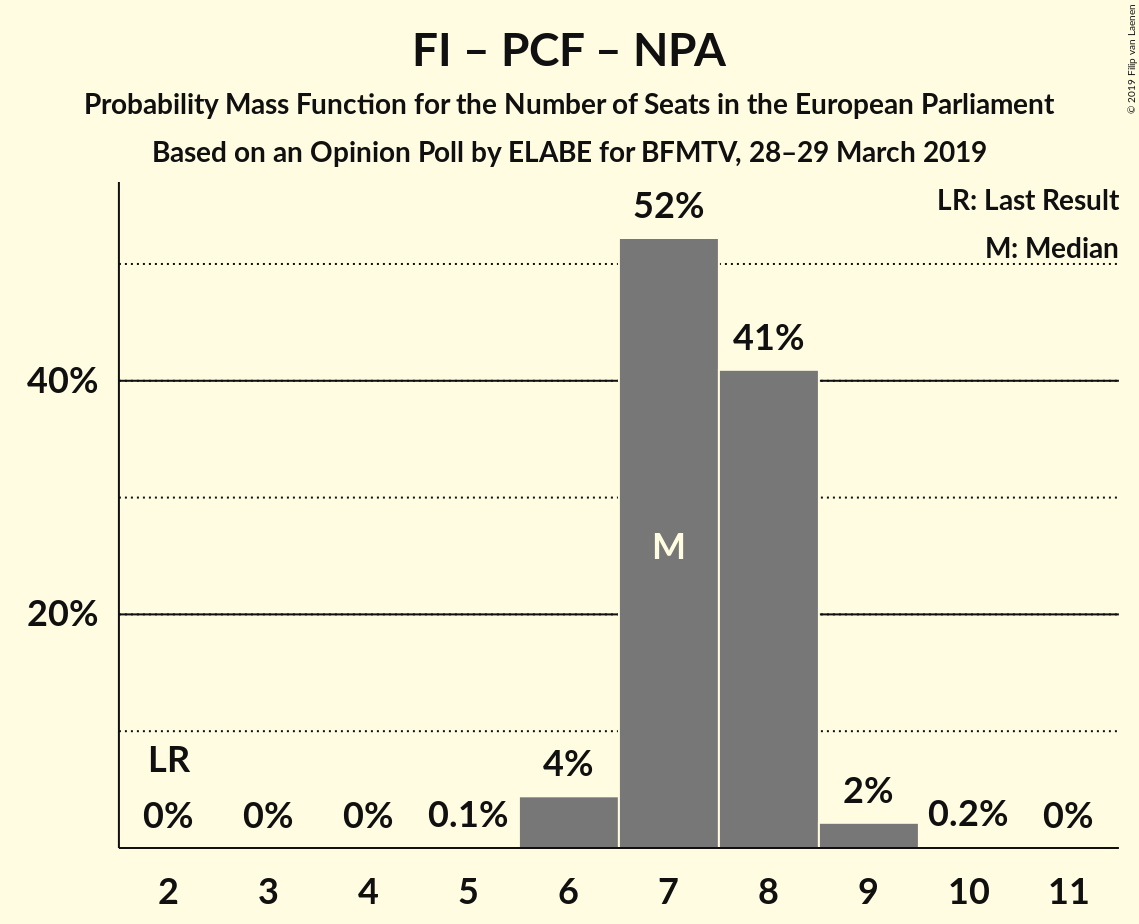 FI – PCF – NPA
Probability Mass Function for the Number of Seats in the European Parliament
Based on an Opinion Poll by ELABE for BFMTV, 28–29 March 2019
© 2019 Filip van Laenen
LR: Last Result
M: Median
52%
41%
40%
M
20%
LR
4%
2%
0%
0%
0%
0.1%
0.2%
0%
2 3 4 5 6 7 8 9 10 11